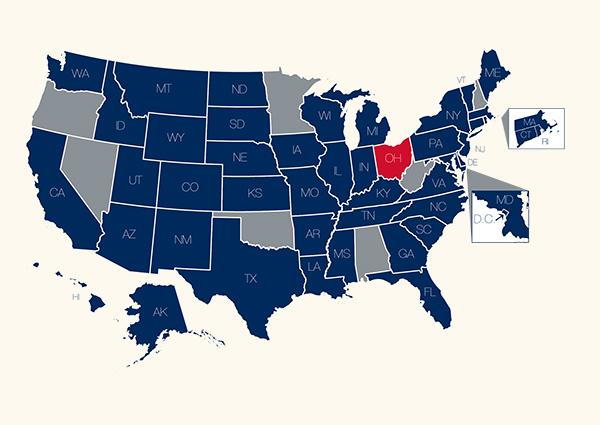 WA
MT
ND
VT
ME
ID
SD
WI
MI
NY
MA
CT
RI
WY
NE
IA
IL
IN
OH
PA
NJ
DE
CA
UT
CO
KS
MO
KY
VA
MD
D.C.
AZ
NM
TX
AR
LA
TN
NC
SC
MS
GA
FL
HI
AK